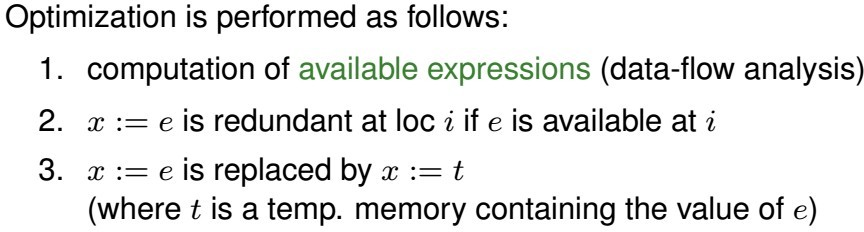 Optimization is performed as follows:
1. computation of available expressions (data-flow analysis)
2. x := e is redundant at loc i if e is available at i
3. x := e is replaced by x := t
(where t is a temp. memory containing the value of e)